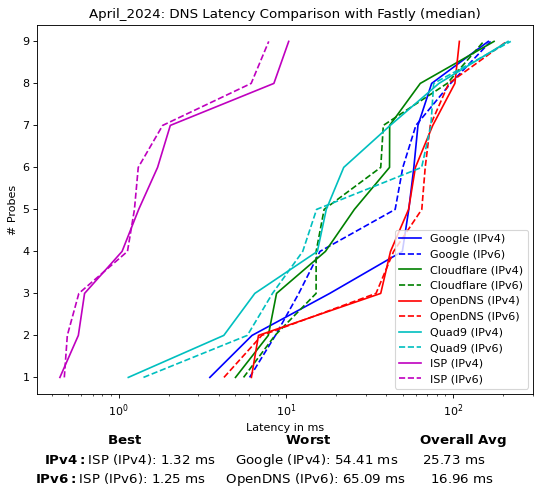 April_2024: DNS Latency Comparison with Fastly (median)
# Probes
9
8
7
6
5
4
3
2
1
Google (IPv4)
Google (IPv6)
Cloudflare (IPv4)
Cloudflare (IPv6)
OpenDNS (IPv4)
OpenDNS (IPv6)
Quad9 (IPv4)
Quad9 (IPv6)
ISP (IPv4)
ISP (IPv6)
10⁰ 10¹ 10²
Latency in ms
Best Worst Overall Avg
IPv4: ISP (IPv4): 1.32 ms Google (IPv4): 54.41 ms 25.73 ms
IPv6: ISP (IPv6): 1.25 ms OpenDNS (IPv6): 65.09 ms 16.96 ms